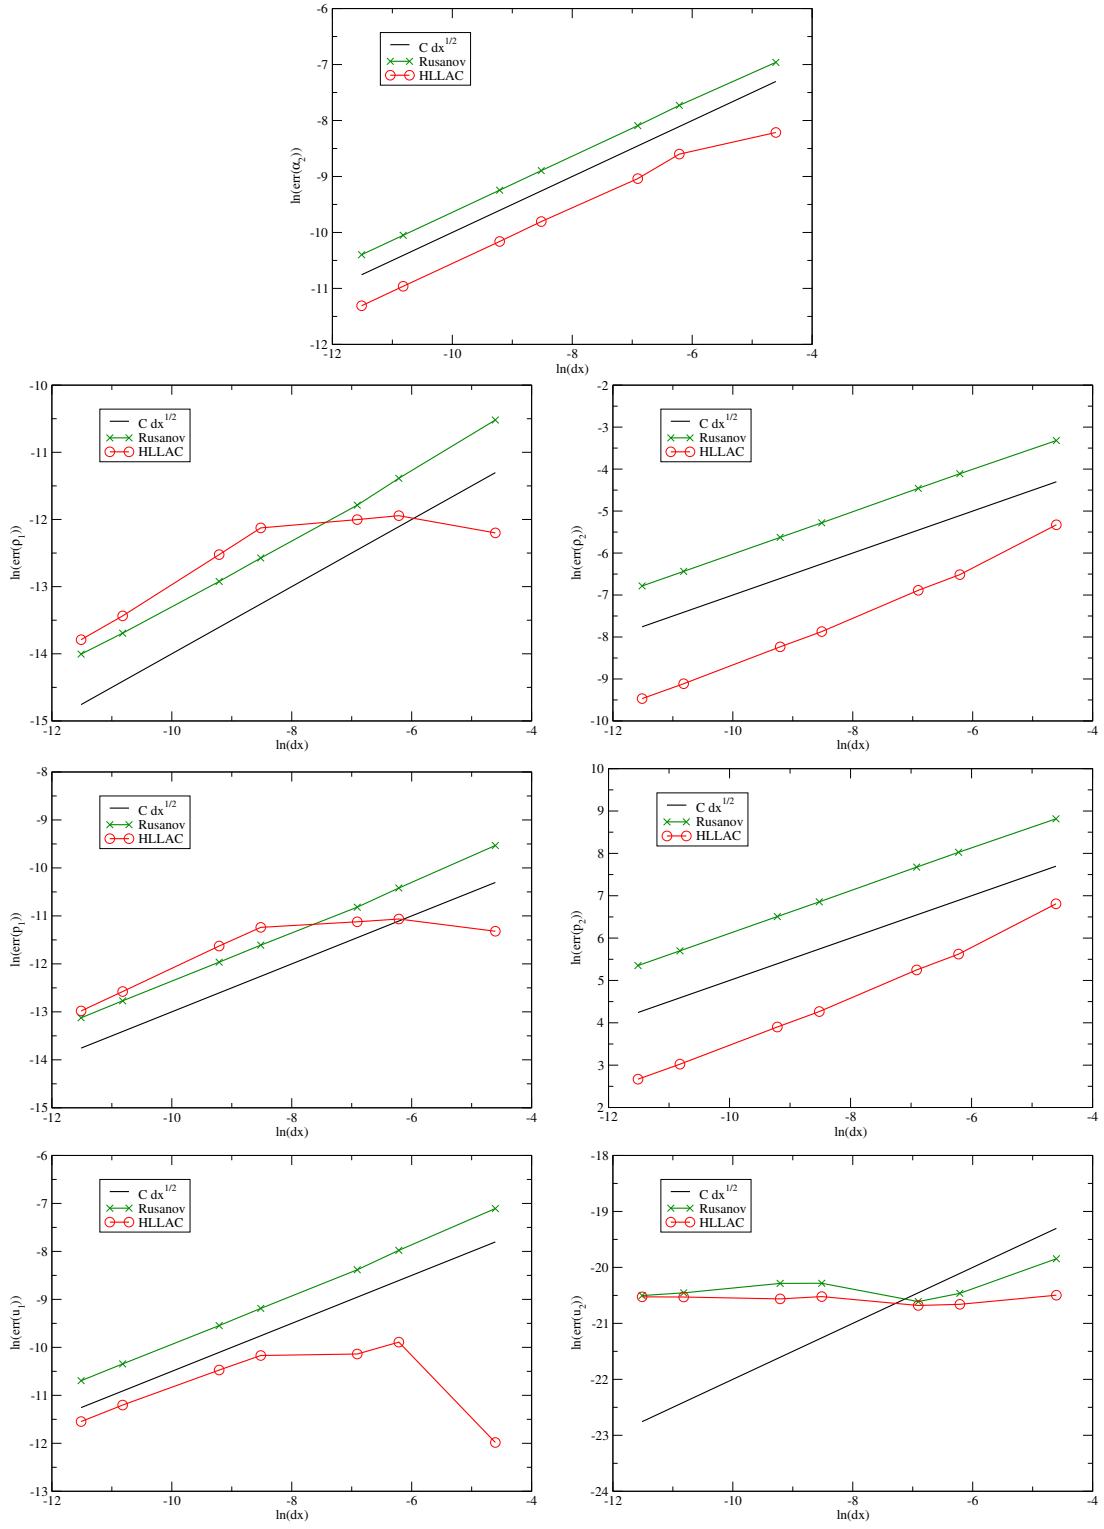 -6
-7
-8
-9
-10
-11
-12
ln(err(α₂))
C dx^1/2
Rusanov
HLLAC
-12 -10 -8 -6 -4
ln(dx)
-10
-11
-12
-13
-14
-15
ln(err(ρ₁))
C dx^1/2
Rusanov
HLLAC
-12 -10 -8 -6 -4
ln(dx)
-2
-3
-4
-5
-6
-7
-8
-9
-10
ln(err(ρ₂))
C dx^1/2
Rusanov
HLLAC
-12 -10 -8 -6 -4
ln(dx)
-8
-9
-10
-11
-12
-13
-14
-15
ln(err(p₁))
C dx^1/2
Rusanov
HLLAC
-12 -10 -8 -6 -4
ln(dx)
10
9
8
7
6
5
4
3
2
ln(err(p₂))
C dx^1/2
Rusanov
HLLAC
-12 -10 -8 -6 -4
ln(dx)
-6
-7
-8
-9
-10
-11
-12
-13
ln(err(u₁))
C dx^1/2
Rusanov
HLLAC
-12 -10 -8 -6 -4
ln(dx)
-18
-19
-20
-21
-22
-23
-24
ln(err(u₂))
C dx^1/2
Rusanov
HLLAC
-12 -10 -8 -6 -4
ln(dx)